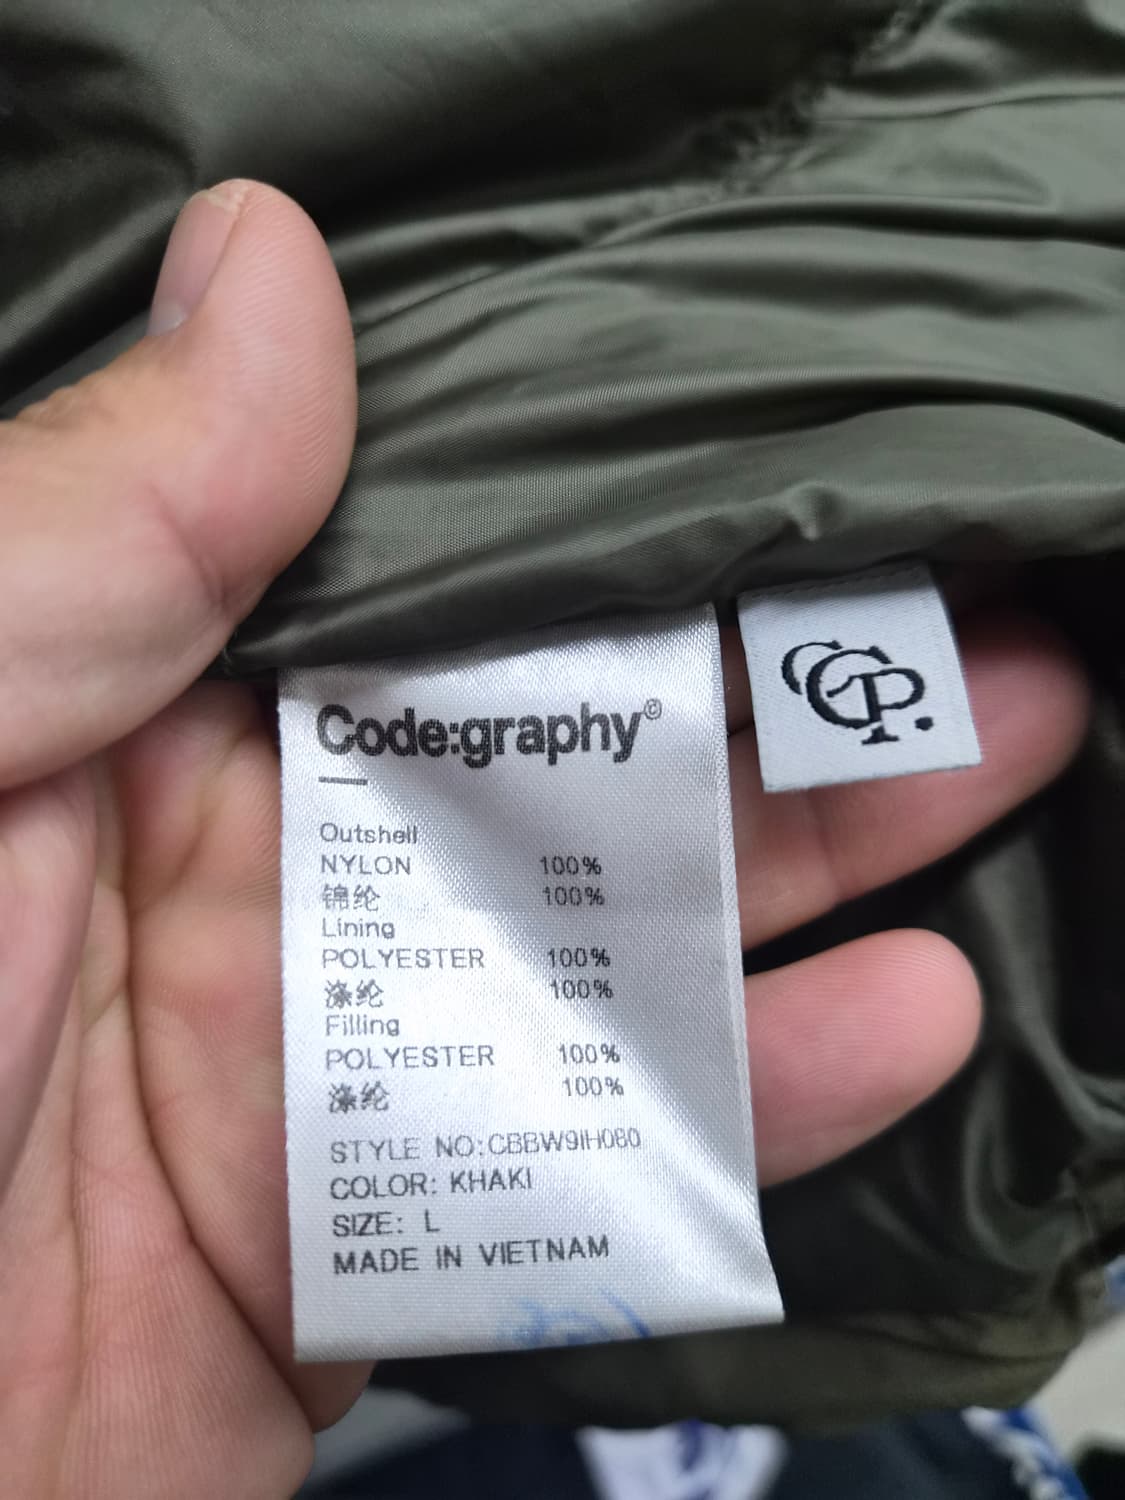 Code:graphy©
Outshell
NYLON 100%
锦纶 100%
Lining
POLYESTER 100%
涤纶 100%
Filling
POLYESTER 100%
涤纶 100%
STYLE NO:CBBW9IH080
COLOR: KHAKI
SIZE: L
MADE IN VIETNAM
CGP.